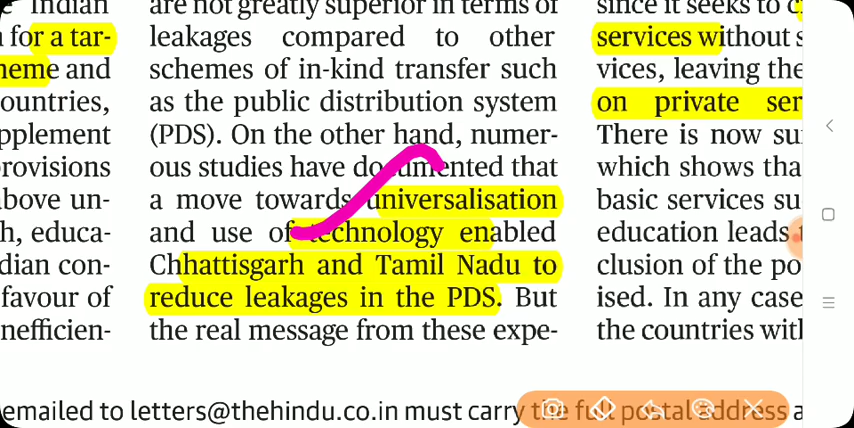 Indian
for a tar-
heme and
ountries,
pplement
rovisions
above un-
h, educa-
dian con-
favour of
nefficien-
are not greatly superior in terms of
leakages compared to other
schemes of in-kind transfer such
as the public distribution system
(PDS). On the other hand, numer-
ous studies have documented that
a move towards universalisation
and use of technology enabled
Chhattisgarh and Tamil Nadu to
reduce leakages in the PDS. But
the real message from these expe-
since it seeks to
services without s
vices, leaving the
on private ser
There is now su
which shows tha
basic services su
education leads
clusion of the po
ised. In any case
the countries with
emailed to letters@thehindu.co.in must carry the full postal address a